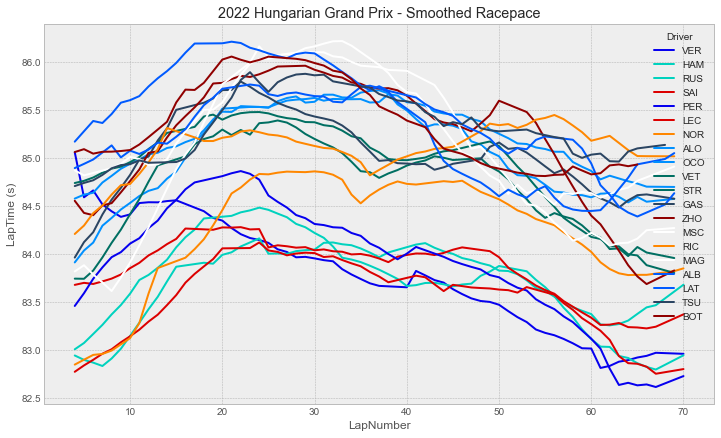 2022 Hungarian Grand Prix - Smoothed Racepace
Driver
VER
HAM
RUS
SAI
PER
LEC
NOR
ALO
OCO
VET
STR
GAS
ZHO
MSC
RIC
MAG
ALB
LAT
TSU
BOT
86.0
85.5
85.0
84.5
84.0
83.5
83.0
82.5
LapTime (s)
10 20 30 40 50 60 70
LapNumber